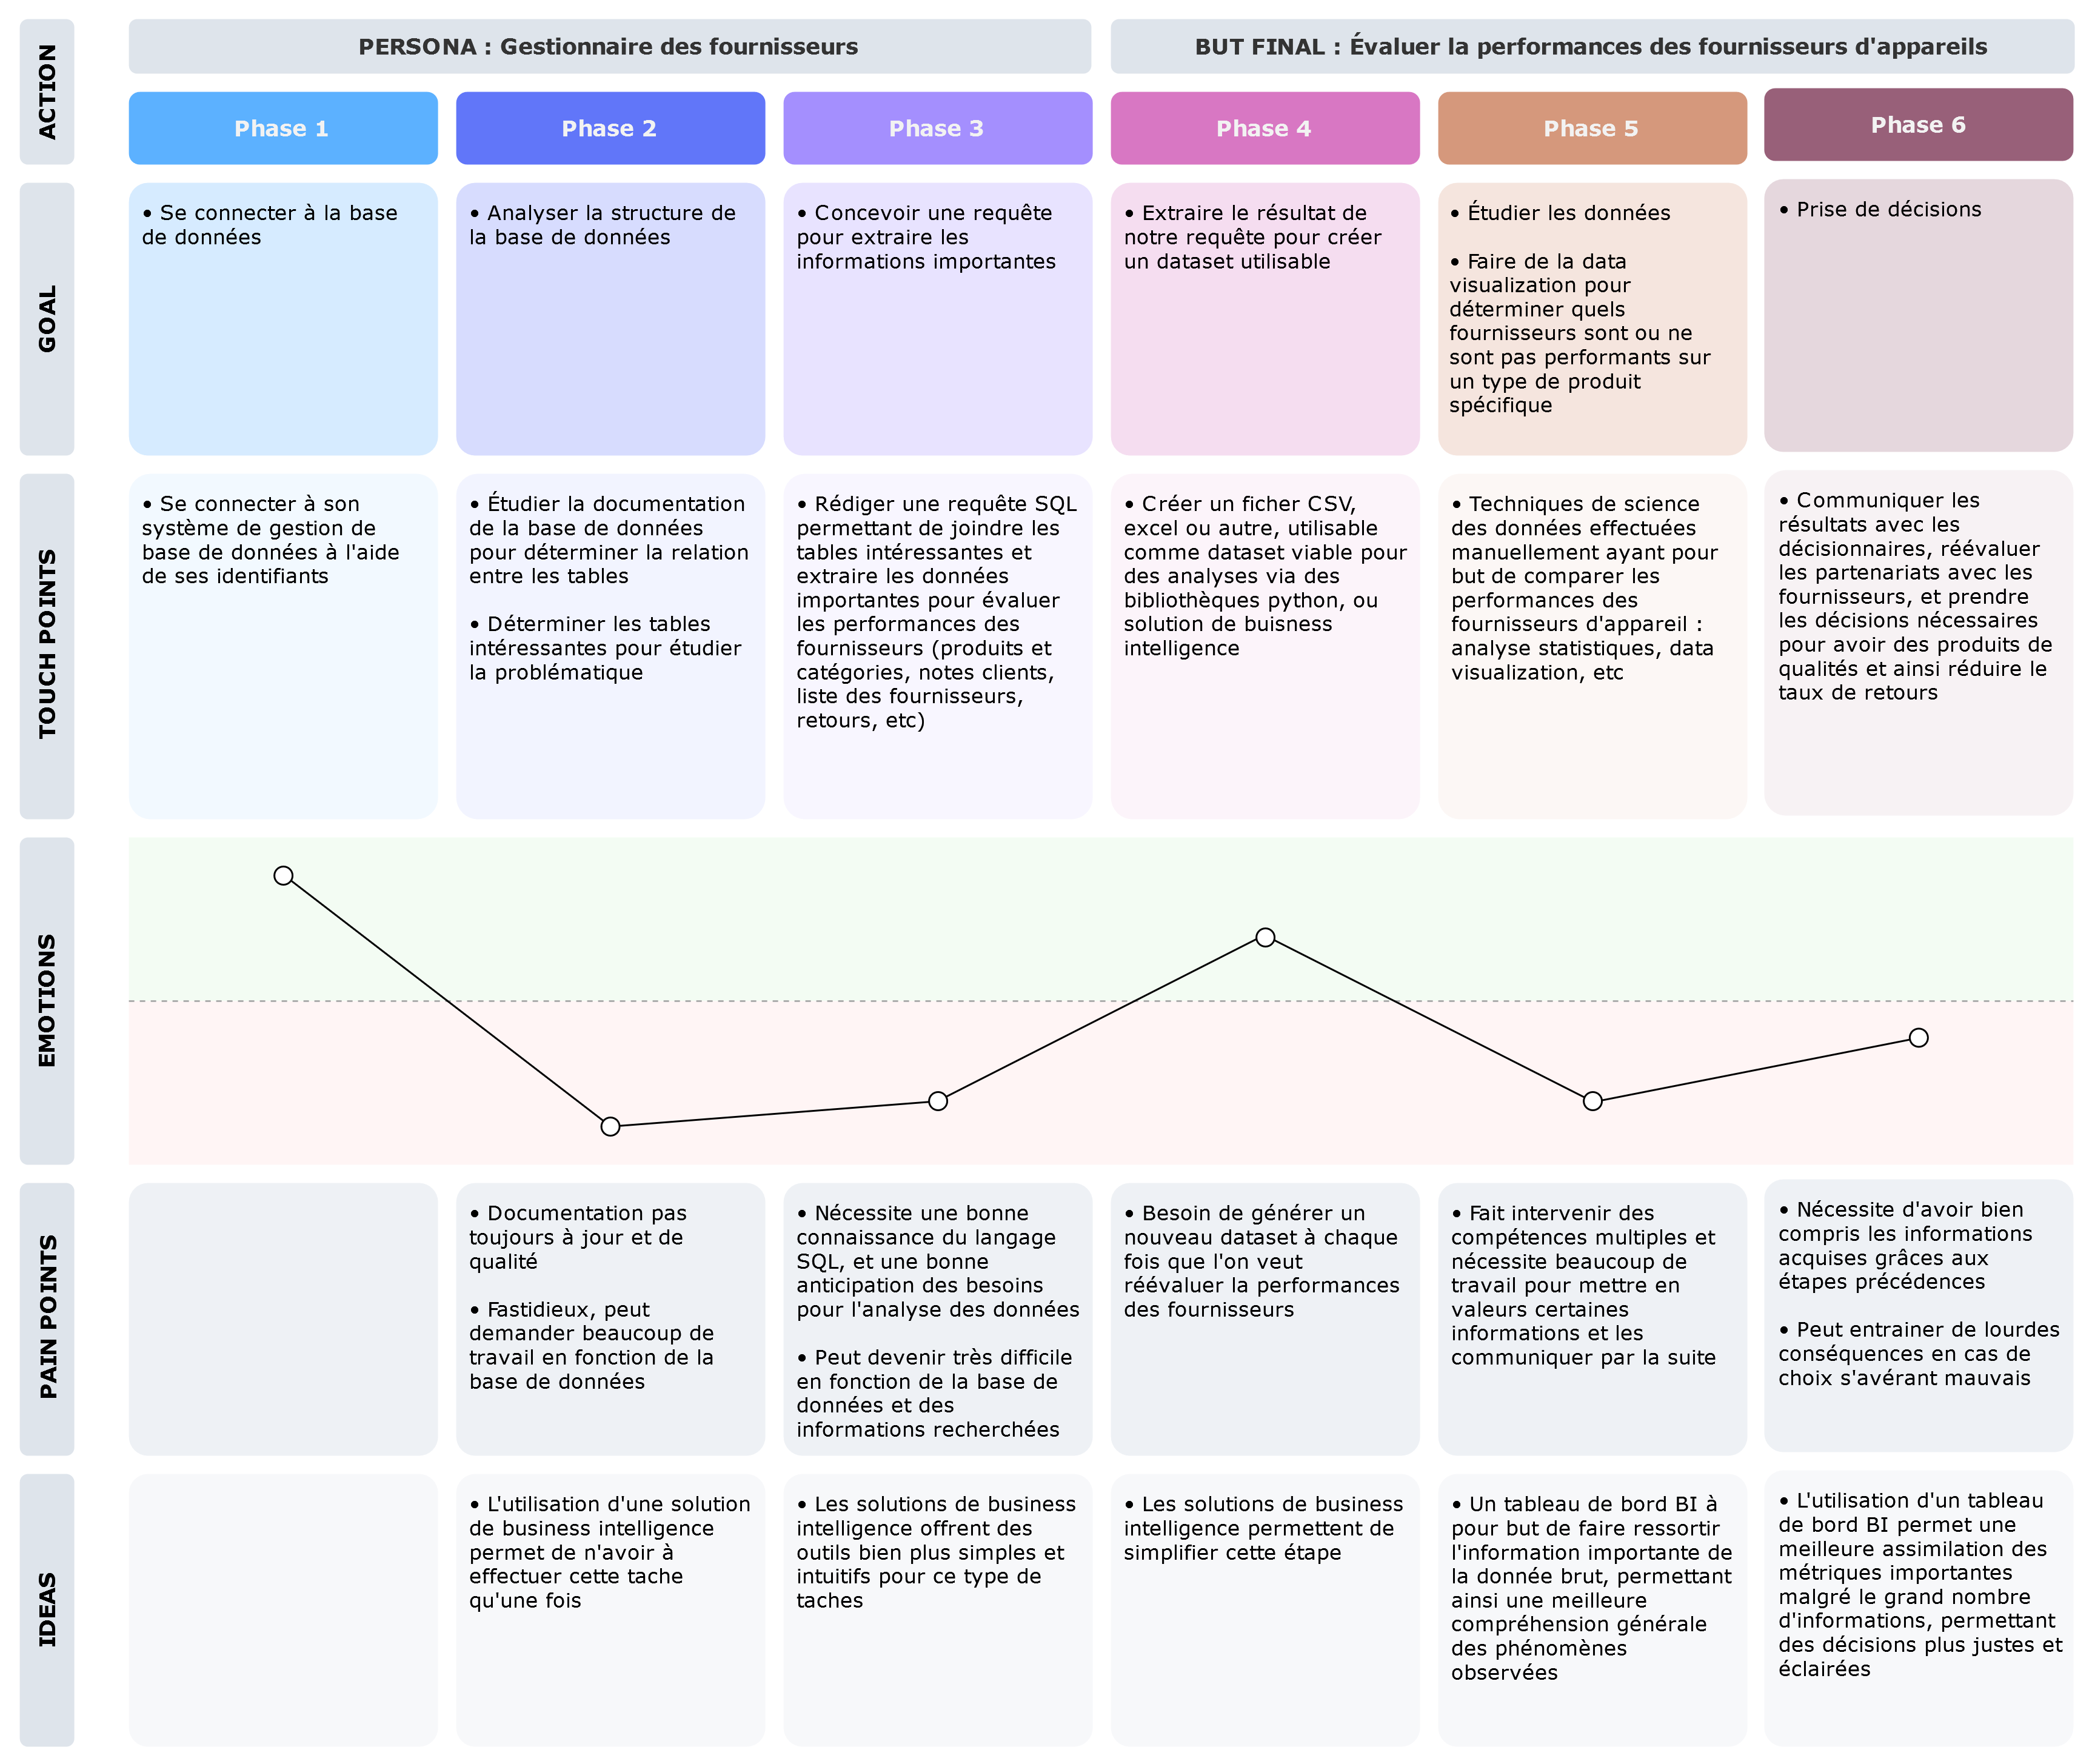 ACTION
PERSONA : Gestionnaire des fournisseurs
BUT FINAL : Évaluer la performances des fournisseurs d'appareils
Phase 1
Phase 2
Phase 3
Phase 4
Phase 5
Phase 6
GOAL
• Se connecter à la base
de données
• Analyser la structure de
la base de données
• Concevoir une requête
pour extraire les
informations importantes
• Extraire le résultat de
notre requête pour créer
un dataset utilisable
• Étudier les données
• Faire de la data
visualization pour
déterminer quels
fournisseurs sont ou ne
sont pas performants sur
un type de produit
spécifique
• Prise de décisions
TOUCH POINTS
• Se connecter à son
système de gestion de
base de données à l'aide
de ses identifiants
• Étudier la documentation
de la base de données
pour déterminer la relation
entre les tables
• Déterminer les tables
intéressantes pour étudier
la problématique
• Rédiger une requête SQL
permettant de joindre les
tables intéressantes et
extraire les données
importantes pour évaluer
les performances des
fournisseurs (produits et
catégories, notes clients,
liste des fournisseurs,
retours, etc)
• Créer un ficher CSV,
excel ou autre, utilisable
comme dataset viable pour
des analyses via des
bibliothèques python, ou
solution de buisness
intelligence
• Techniques de science
des données effectuées
manuellement ayant pour
but de comparer les
performances des
fournisseurs d'appareil :
analyse statistiques, data
visualization, etc
• Communiquer les
résultats avec les
décisionnaires, réévaluer
les partenariats avec les
fournisseurs, et prendre
les décisions nécessaires
pour avoir des produits de
qualités et ainsi réduire le
taux de retours
EMOTIONS
PAIN POINTS
• Documentation pas
toujours à jour et de
qualité
• Fastidieux, peut
demander beaucoup de
travail en fonction de la
base de données
• Nécessite une bonne
connaissance du langage
SQL, et une bonne
anticipation des besoins
pour l'analyse des données
• Peut devenir très difficile
en fonction de la base de
données et des
informations recherchées
• Besoin de générer un
nouveau dataset à chaque
fois que l'on veut
réévaluer la performances
des fournisseurs
• Fait intervenir des
compétences multiples et
nécessite beaucoup de
travail pour mettre en
valeurs certaines
informations et les
communiquer par la suite
• Nécessite d'avoir bien
compris les informations
acquises grâces aux
étapes précédences
• Peut entrainer de lourdes
conséquences en cas de
choix s'avérant mauvais
IDEAS
• L'utilisation d'une solution
de business intelligence
permet de n'avoir à
effectuer cette tache
qu'une fois
• Les solutions de business
intelligence offrent des
outils bien plus simples et
intuitifs pour ce type de
taches
• Les solutions de business
intelligence permettent de
simplifier cette étape
• Un tableau de bord BI à
pour but de faire ressortir
l'information importante de
la donnée brut, permettant
ainsi une meilleure
compréhension générale
des phénomènes
observées
• L'utilisation d'un tableau
de bord BI permet une
meilleure assimilation des
métriques importantes
malgré le grand nombre
d'informations, permettant
des décisions plus justes et
éclairées